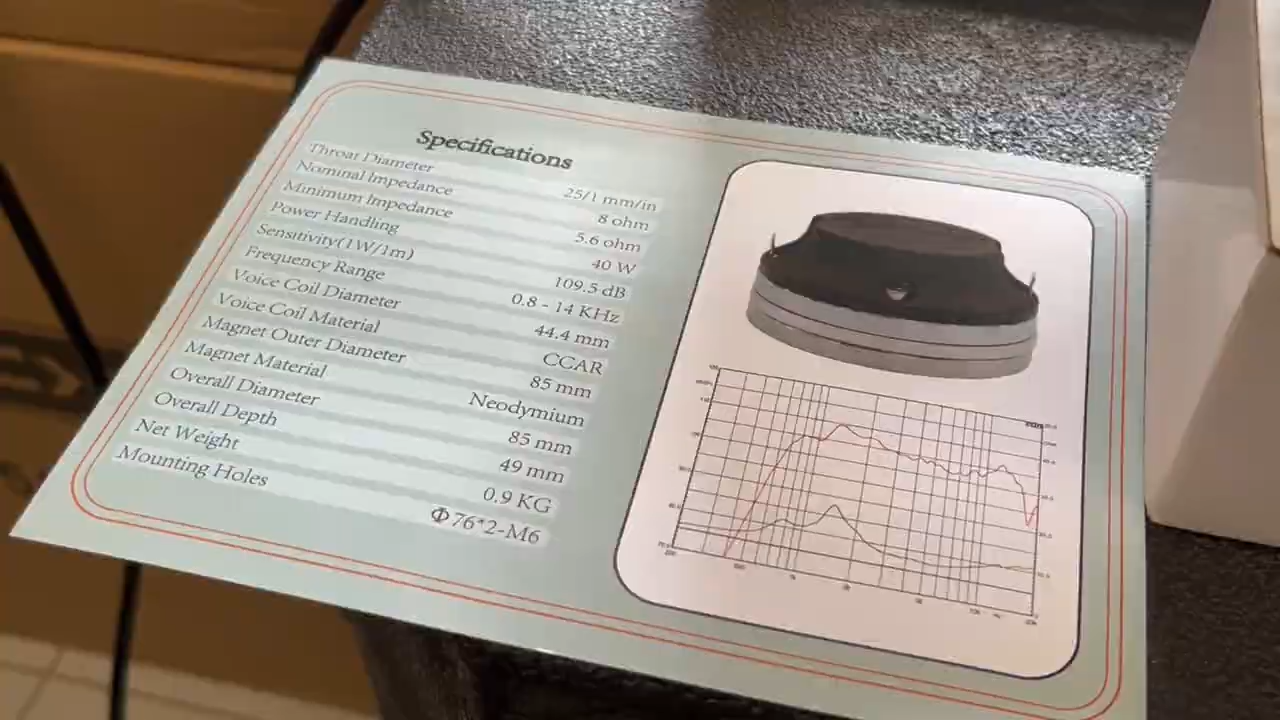 Specifications
Throat Diameter 25/1 mm/in
Nominal Impedance 8 ohm
Minimum Impedance 5.6 ohm
Power Handling 40 W
Sensitivity(1W/1m) 109.5 dB
Frequency Range 0.8 - 14 KHz
Voice Coil Diameter 44.4 mm
Voice Coil Material CCAR
Magnet Outer Diameter 85 mm
Magnet Material Neodymium
Overall Diameter 85 mm
Overall Depth 49 mm
Net Weight 0.9 KG
Mounting Holes Φ76*2-M6